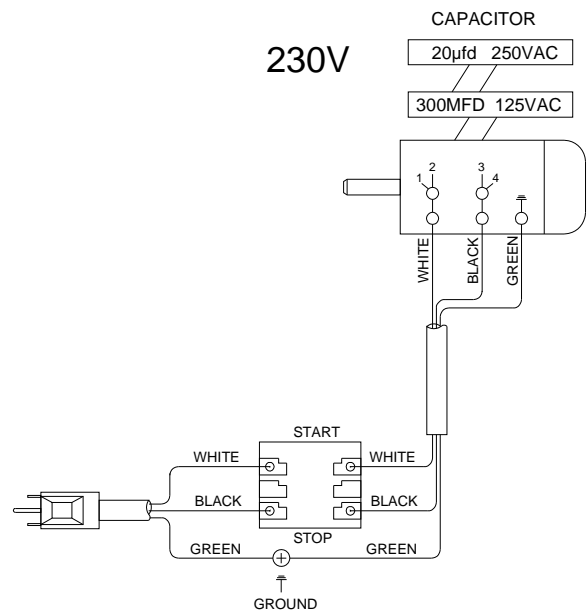 CAPACITOR
230V
20µfd 250VAC
300MFD 125VAC
2 3
1 4
WHITE
BLACK
GREEN
START
WHITE WHITE
BLACK BLACK
STOP
GREEN GREEN
GROUND